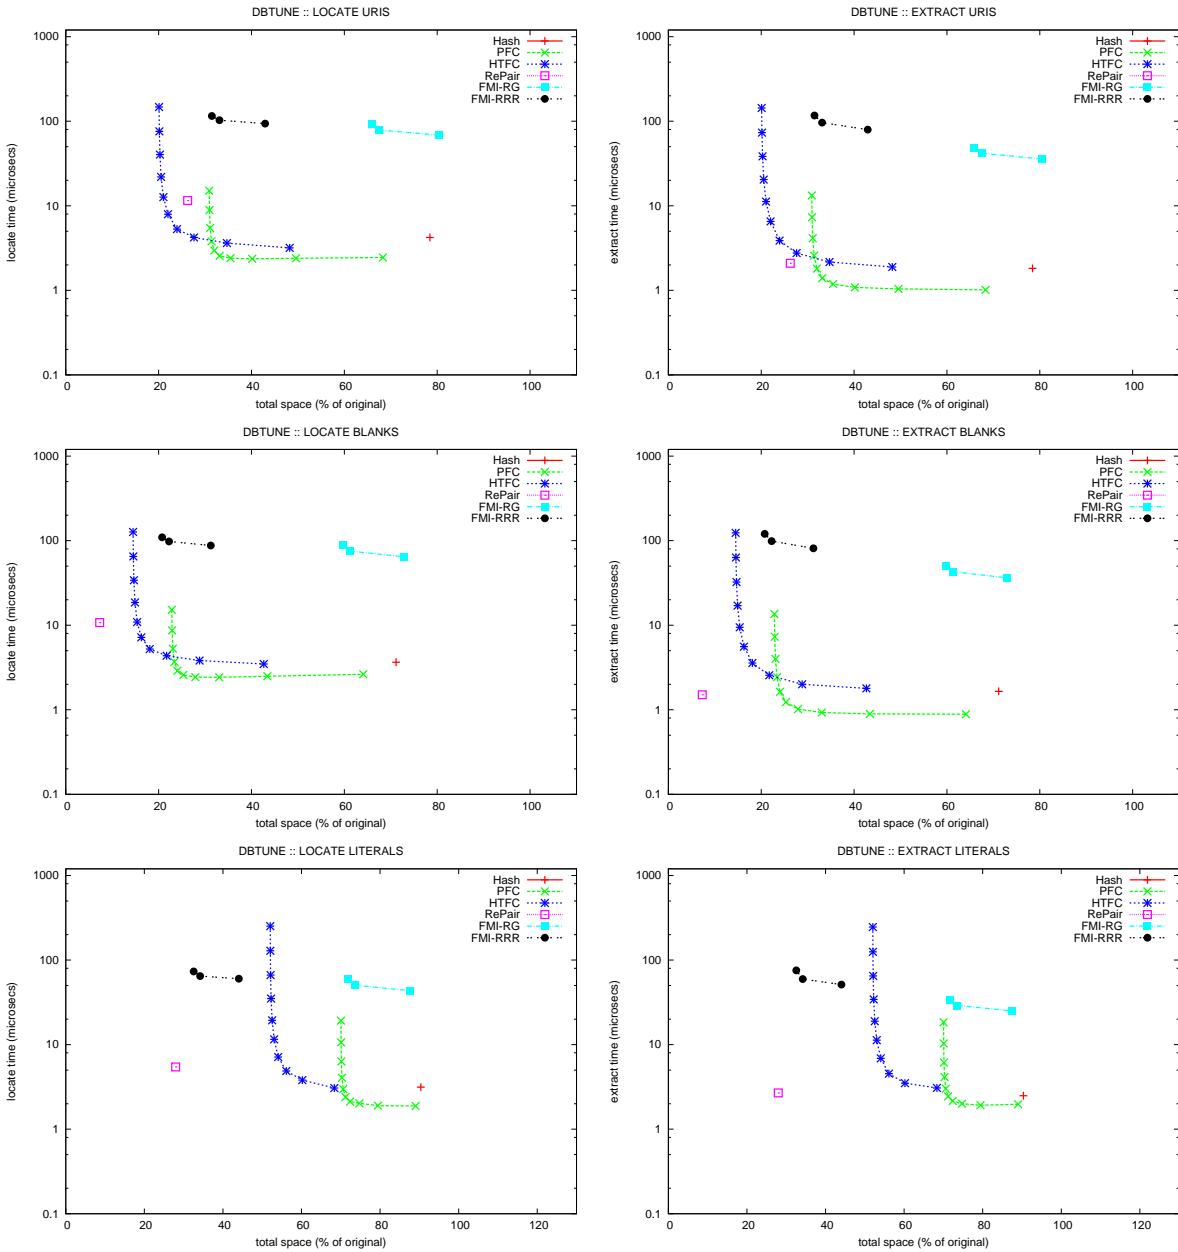 DBTUNE :: LOCATE URIS
1000
100
10
1
0.1
locate time (microsecs)
Hash
PFC
HTFC
RePair
FMI-RG
FMI-RRR
0 20 40 60 80 100
total space (% of original)
DBTUNE :: EXTRACT URIS
1000
100
10
1
0.1
extract time (microsecs)
Hash
PFC
HTFC
RePair
FMI-RG
FMI-RRR
0 20 40 60 80 100
total space (% of original)
DBTUNE :: LOCATE BLANKS
1000
100
10
1
0.1
locate time (microsecs)
Hash
PFC
HTFC
RePair
FMI-RG
FMI-RRR
0 20 40 60 80 100
total space (% of original)
DBTUNE :: EXTRACT BLANKS
1000
100
10
1
0.1
extract time (microsecs)
Hash
PFC
HTFC
RePair
FMI-RG
FMI-RRR
0 20 40 60 80 100
total space (% of original)
DBTUNE :: LOCATE LITERALS
1000
100
10
1
0.1
locate time (microsecs)
Hash
PFC
HTFC
RePair
FMI-RG
FMI-RRR
0 20 40 60 80 100 120
total space (% of original)
DBTUNE :: EXTRACT LITERALS
1000
100
10
1
0.1
extract time (microsecs)
Hash
PFC
HTFC
RePair
FMI-RG
FMI-RRR
0 20 40 60 80 100 120
total space (% of original)